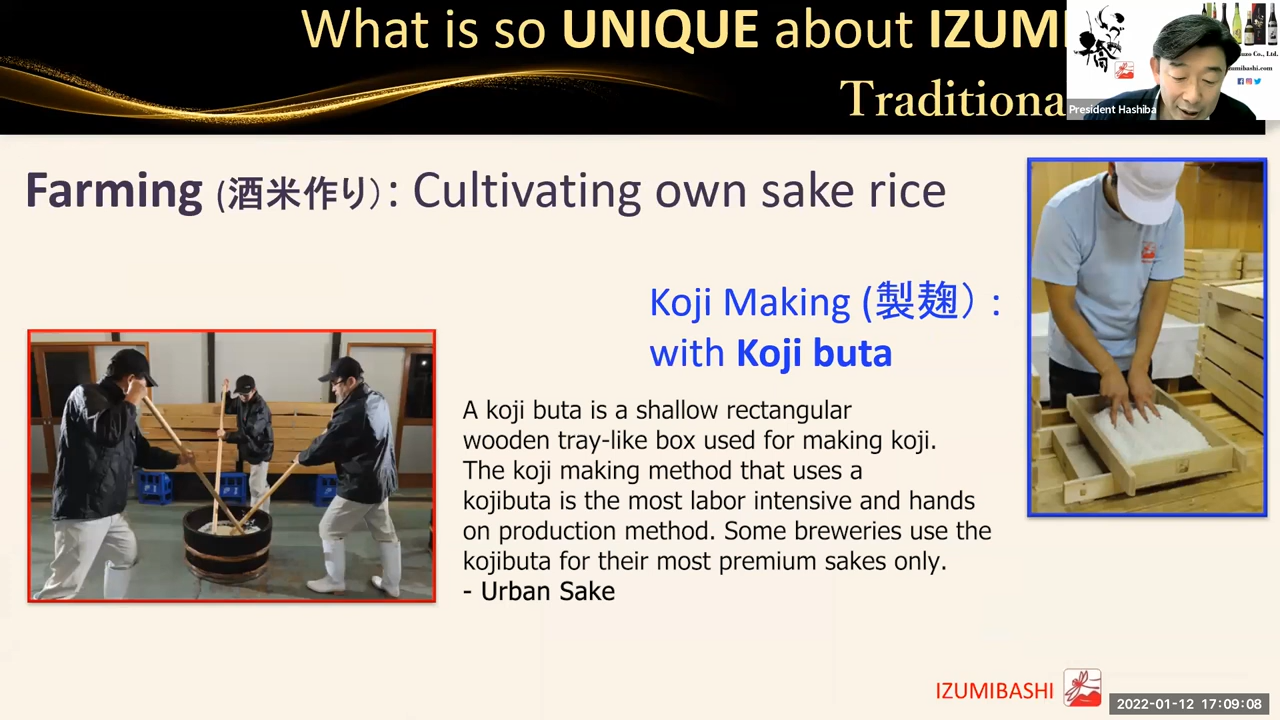 What is so UNIQUE about IZUMI
Traditiona
President Hashiba
umibashi.com
Farming (酒米作り）: Cultivating own sake rice
Koji Making (製麹） :
with Koji buta
A koji buta is a shallow rectangular
wooden tray-like box used for making koji.
The koji making method that uses a
kojibuta is the most labor intensive and hands
on production method. Some breweries use the
kojibuta for their most premium sakes only.
- Urban Sake
IZUMIBASHI
2022-01-12 17:09:08